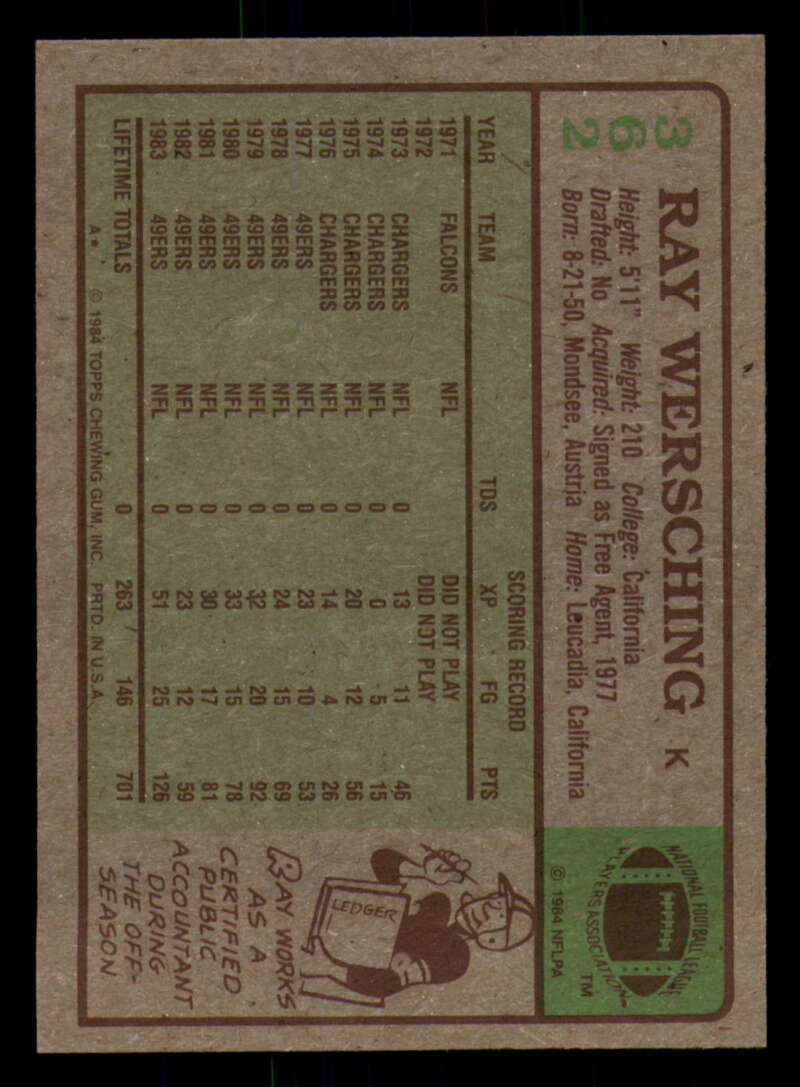 362
RAY WERSCHING K
Height: 5'11" Weight: 210 College: California
Drafted: No Acquired: Signed as Free Agent, 1977
Born: 8-21-50, Mondsee, Austria Home: Leucadia, California
NATIONAL FOOTBALL LEAGUE
PLAYERS ASSOCIATION
TM
© 1984 NFLPA
SCORING RECORD
YEAR TEAM TDS XP FG PTS
1971 FALCONS NFL DID NOT PLAY
1972 DID NOT PLAY
1973 CHARGERS NFL 0 13 11 46
1974 CHARGERS NFL 0 0 5 15
1975 CHARGERS NFL 0 20 12 56
1976 CHARGERS NFL 0 14 4 26
1977 49ERS NFL 0 23 10 53
1978 49ERS NFL 0 24 15 69
1979 49ERS NFL 0 32 20 92
1980 49ERS NFL 0 33 15 78
1981 49ERS NFL 0 30 17 81
1982 49ERS NFL 0 23 12 59
1983 49ERS NFL 0 51 25 126
LIFETIME TOTALS 0 263 146 701
A* © 1984 TOPPS CHEWING GUM, INC. PRTD. IN U.S.A.
LEDGER
RAY WORKS
AS A
CERTIFIED
PUBLIC
ACCOUNTANT
DURING
THE OFF-
SEASON.